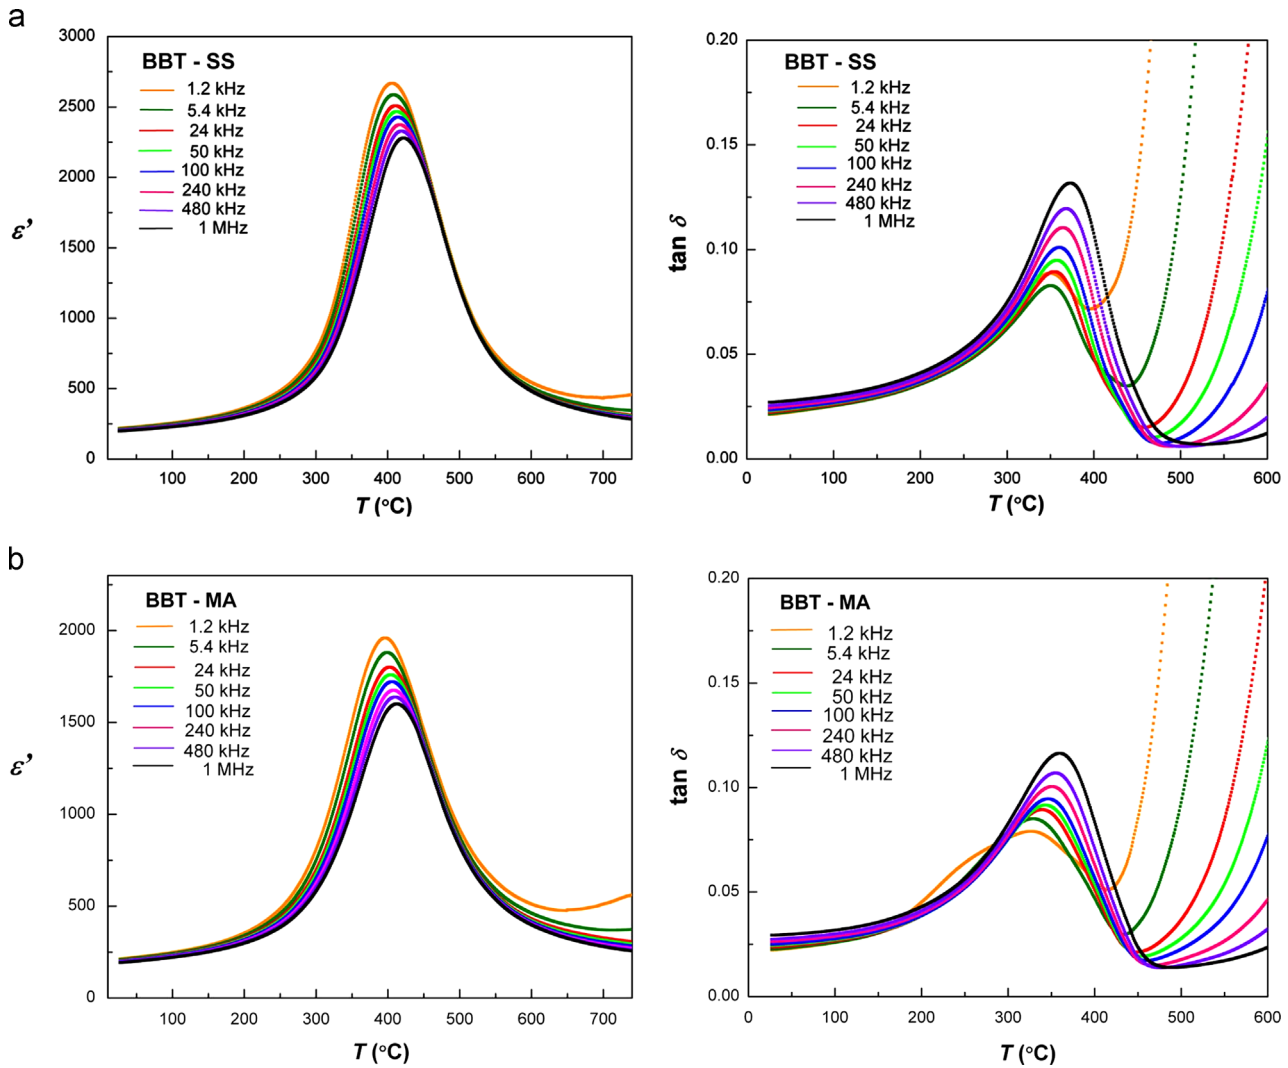 a
3000
2500
2000
1500
1000
500
0
ε’
BBT - SS
1.2 kHz
5.4 kHz
24 kHz
50 kHz
100 kHz
240 kHz
480 kHz
1 MHz
100 200 300 400 500 600 700
T (°C)
0.20
0.15
0.10
0.05
0.00
tan δ
BBT - SS
1.2 kHz
5.4 kHz
24 kHz
50 kHz
100 kHz
240 kHz
480 kHz
1 MHz
0 100 200 300 400 500 600
T (°C)
b
2000
1500
1000
500
0
ε’
BBT - MA
1.2 kHz
5.4 kHz
24 kHz
50 kHz
100 kHz
240 kHz
480 kHz
1 MHz
100 200 300 400 500 600 700
T (°C)
0.20
0.15
0.10
0.05
0.00
tan δ
BBT - MA
1.2 kHz
5.4 kHz
24 kHz
50 kHz
100 kHz
240 kHz
480 kHz
1 MHz
0 100 200 300 400 500 600
T (°C)